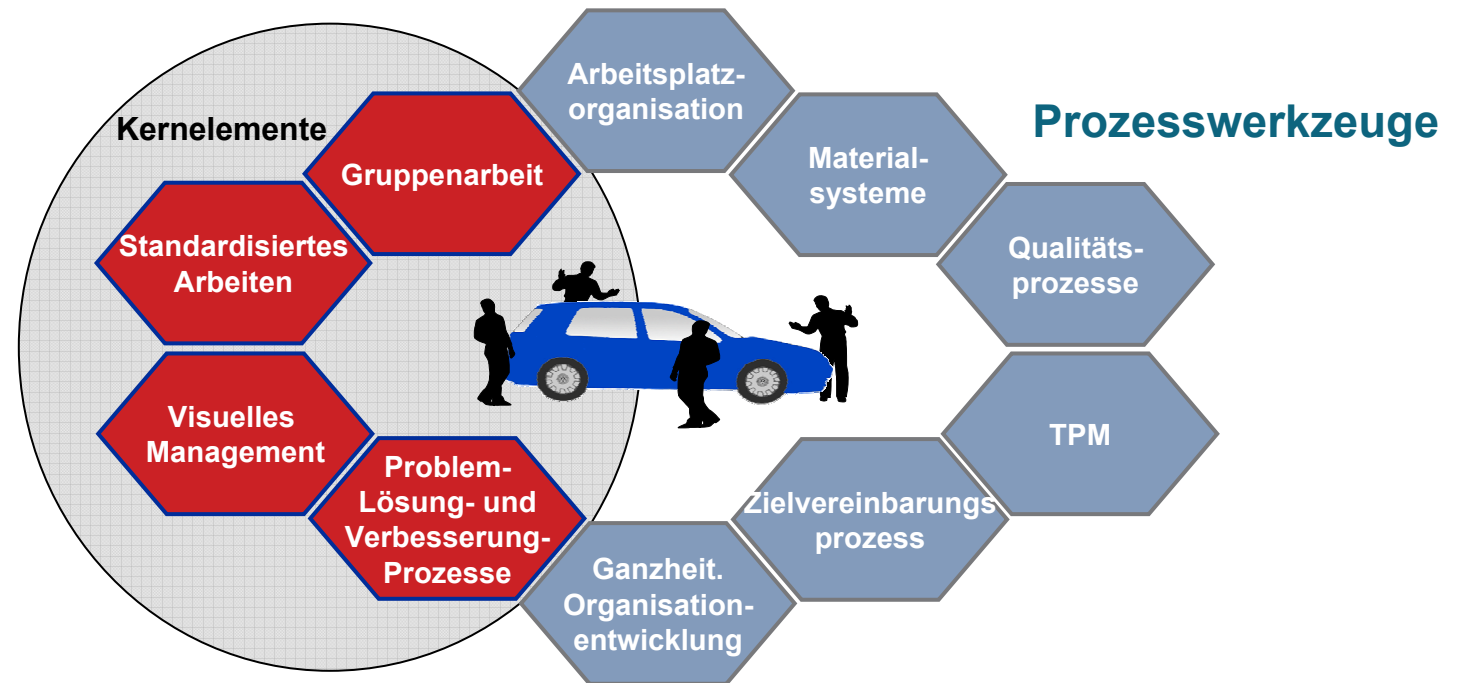 Kernelemente
Prozesswerkzeuge
Gruppenarbeit
Standardisiertes
Arbeiten
Visuelles
Management
Problem-
Lösung- und
Verbesserung-
Prozesse
Arbeitsplatz-
organisation
Material-
systeme
Qualitäts-
prozesse
TPM
Zielvereinbarungs
prozess
Ganzheit.
Organisation-
entwicklung